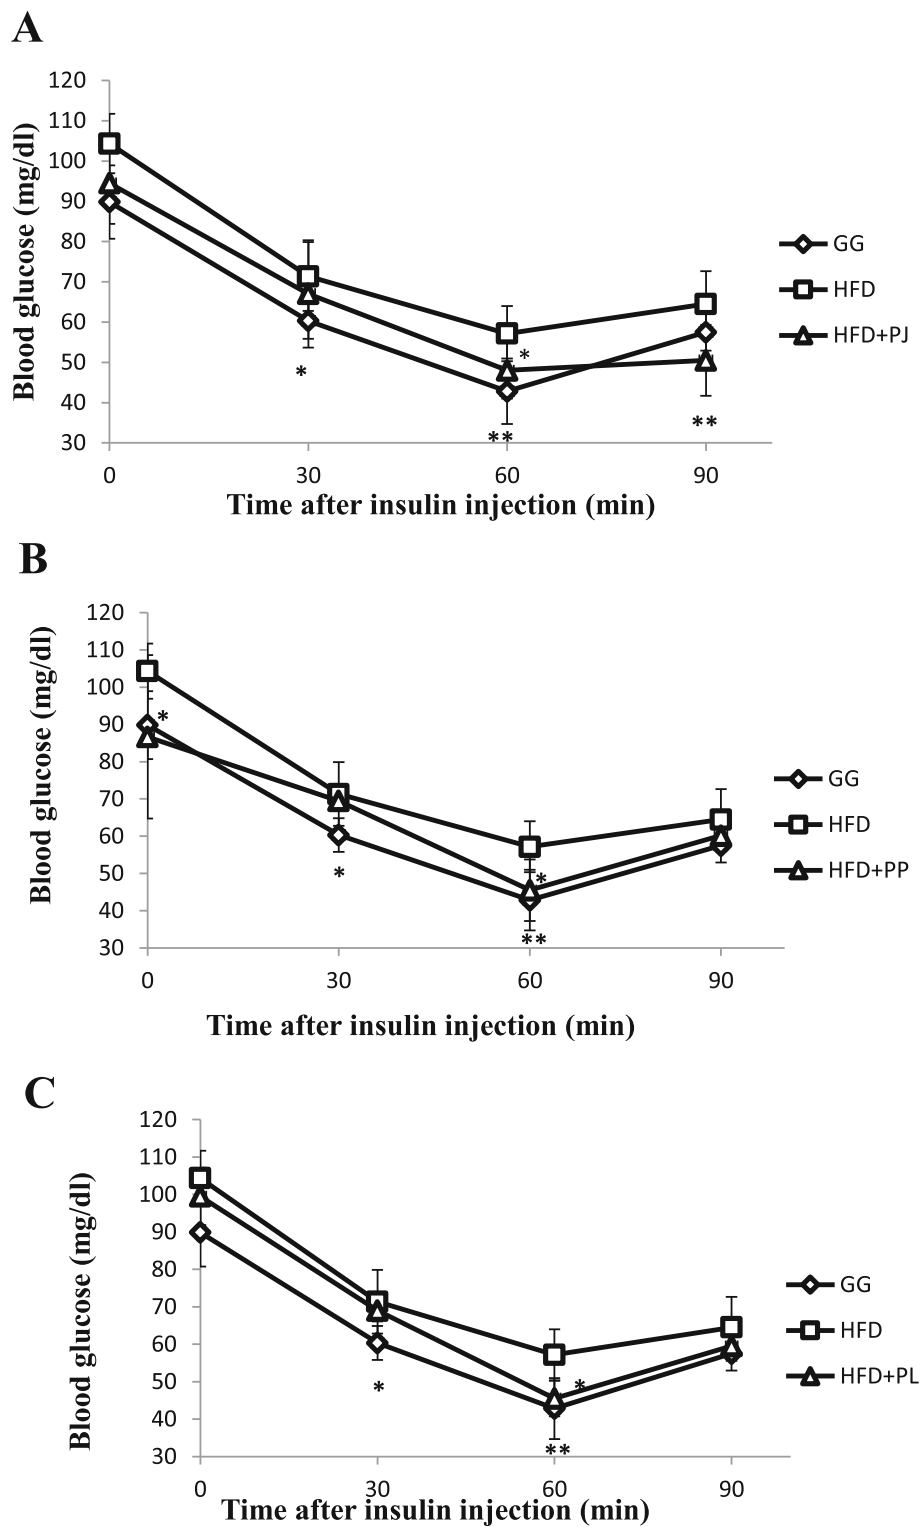 A
Blood glucose (mg/dl)
120
110
100
90
80
70
60
50
40
30
*
**
*
**
0 30 60 90
Time after insulin injection (min)
GG
HFD
HFD+PJ
B
Blood glucose (mg/dl)
120
110
100
90
80
70
60
50
40
30
*
*
*
**
0 30 60 90
Time after insulin injection (min)
GG
HFD
HFD+PP
C
Blood glucose (mg/dl)
120
110
100
90
80
70
60
50
40
30
*
*
**
0 30 60 90
Time after insulin injection (min)
GG
HFD
HFD+PL